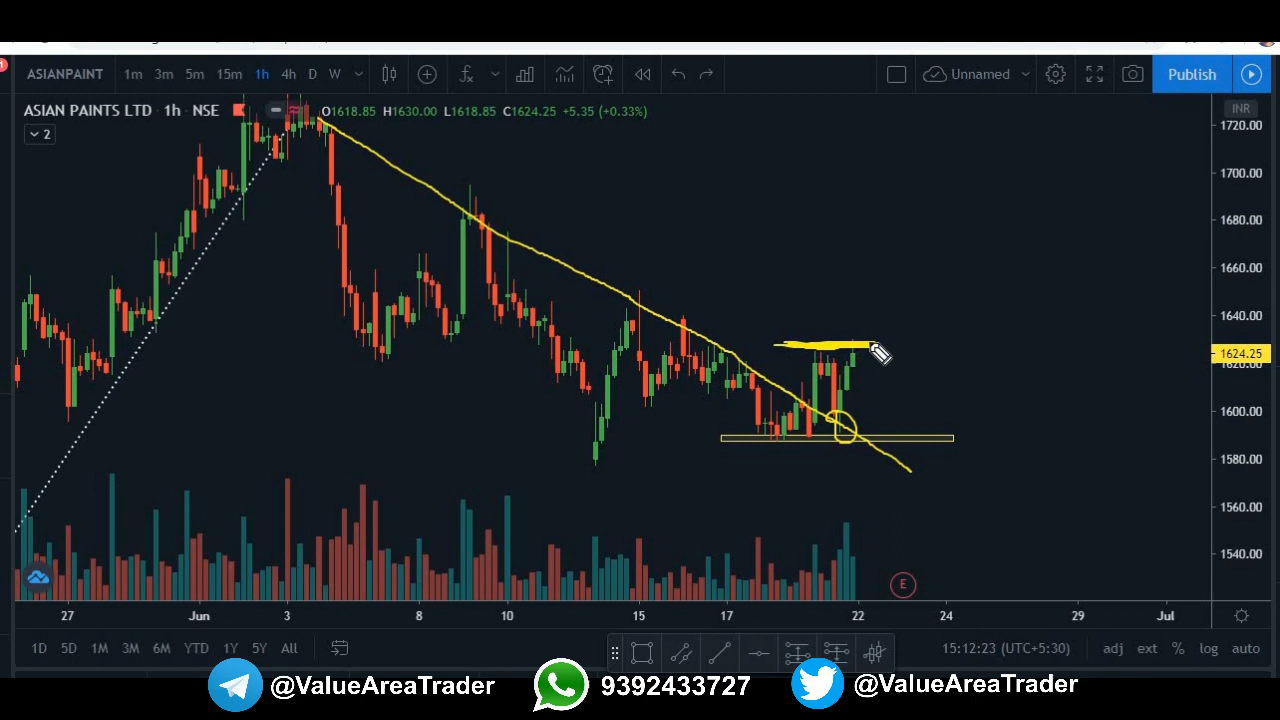 ASIANPAINT 1m 3m 5m 15m 1h 4h D W Unnamed Publish
ASIAN PAINTS LTD · 1h · NSE O1618.85 H1630.00 L1618.85 C1624.25 +5.35 (+0.33%) INR
2
1720.00
1700.00
1680.00
1660.00
1640.00
1624.25
1620.00
1600.00
1580.00
1560.00
1540.00
E
27 Jun 3 8 10 15 17 22 24 29 Jul
1D 5D 1M 3M 6M YTD 1Y 5Y All 15:12:23 (UTC+5:30) adj ext % log auto
@ValueAreaTrader 9392433727 @ValueAreaTrader